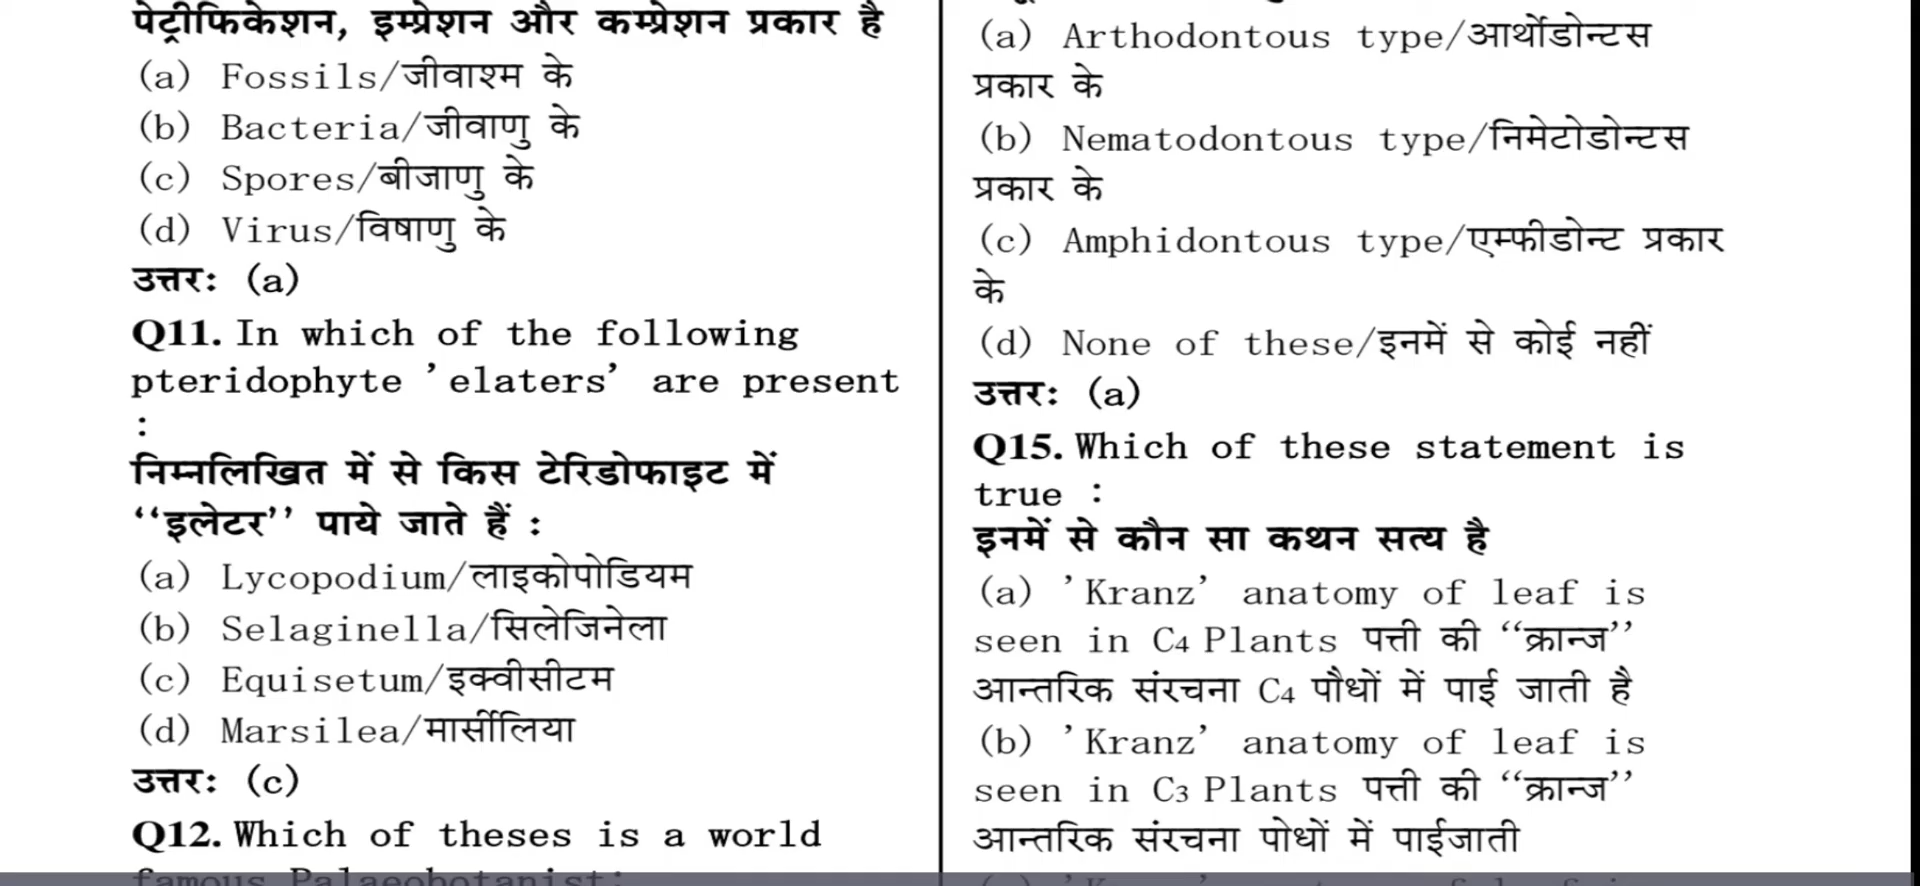 पेट्रीफिकेशन, इम्प्रेशन और कम्प्रेशन प्रकार है
(a) Fossils/जीवाश्म के
(b) Bacteria/जीवाणु के
(c) Spores/बीजाणु के
(d) Virus/विषाणु के
उत्तरः (a)
Q11. In which of the following
pteridophyte 'elaters' are present
:
निम्नलिखित में से किस टेरिडोफाइट में
‘‘इलेटर’’ पाये जाते हैं :
(a) Lycopodium/लाइकोपोडियम
(b) Selaginella/सिलेजिनेला
(c) Equisetum/इक्वीसीटम
(d) Marsilea/मार्सीलिया
उत्तरः (c)
Q12. Which of theses is a world
famous Palaeobotanist:
(a) Arthodontous type/आर्थोडोन्टस
प्रकार के
(b) Nematodontous type/निमेटोडोन्टस
प्रकार के
(c) Amphidontous type/एम्फीडोन्ट प्रकार
के
(d) None of these/इनमें से कोई नहीं
उत्तरः (a)
Q15. Which of these statement is
true :
इनमें से कौन सा कथन सत्य है
(a) 'Kranz' anatomy of leaf is
seen in C4 Plants पत्ती की ‘‘क्रान्ज’’
आन्तरिक संरचना C4 पौधों में पाई जाती है
(b) 'Kranz' anatomy of leaf is
seen in C3 Plants पत्ती की ‘‘क्रान्ज’’
आन्तरिक संरचना पोधों में पाईजाती